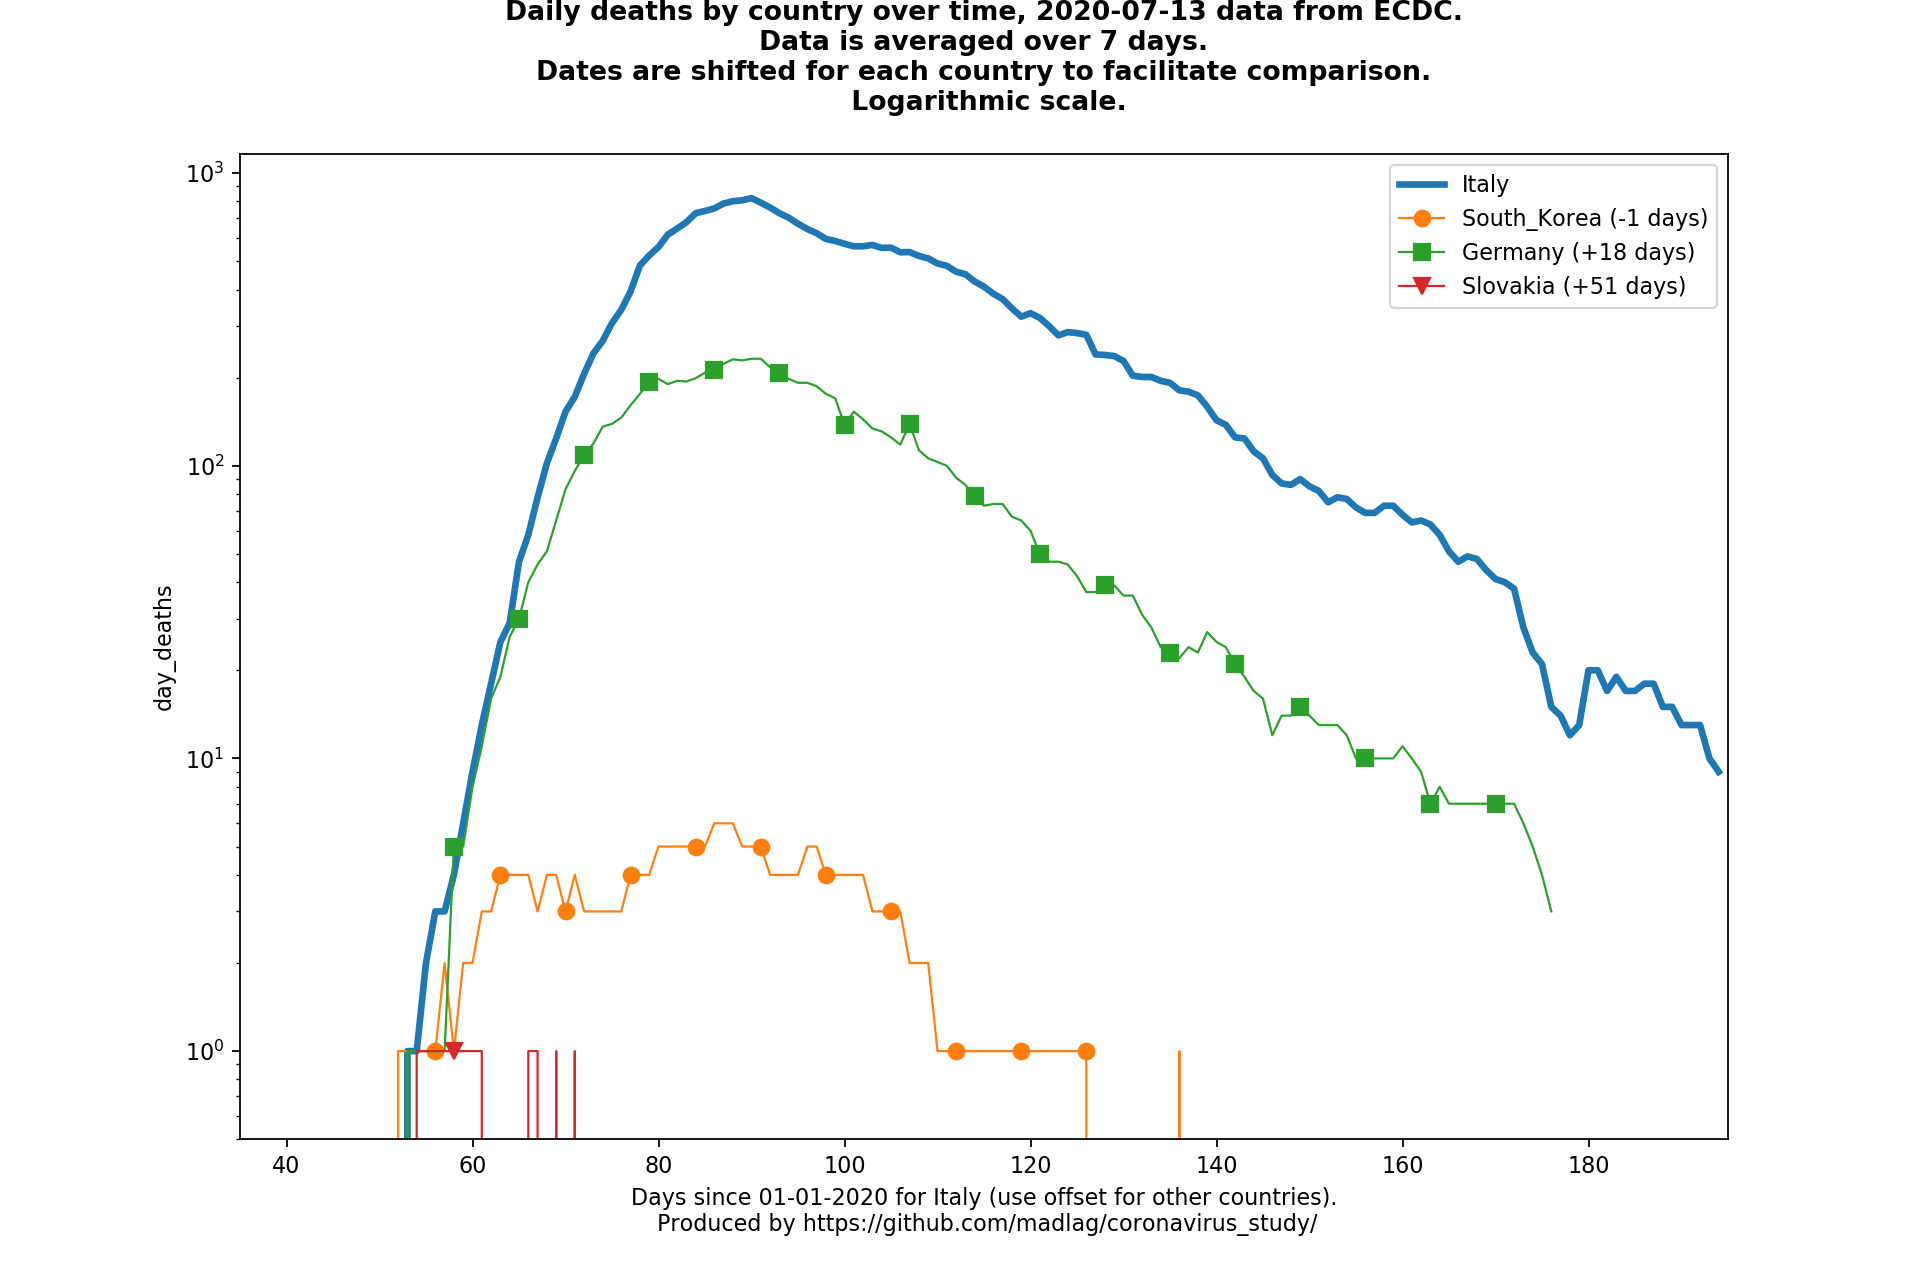 Daily deaths by country over time, 2020-07-13 data from ECDC.
Data is averaged over 7 days.
Dates are shifted for each country to facilitate comparison.
Logarithmic scale.
10³
10²
10¹
10⁰
day_deaths
Italy
South_Korea (-1 days)
Germany (+18 days)
Slovakia (+51 days)
40 60 80 100 120 140 160 180
Days since 01-01-2020 for Italy (use offset for other countries).
Produced by https://github.com/madlag/coronavirus_study/